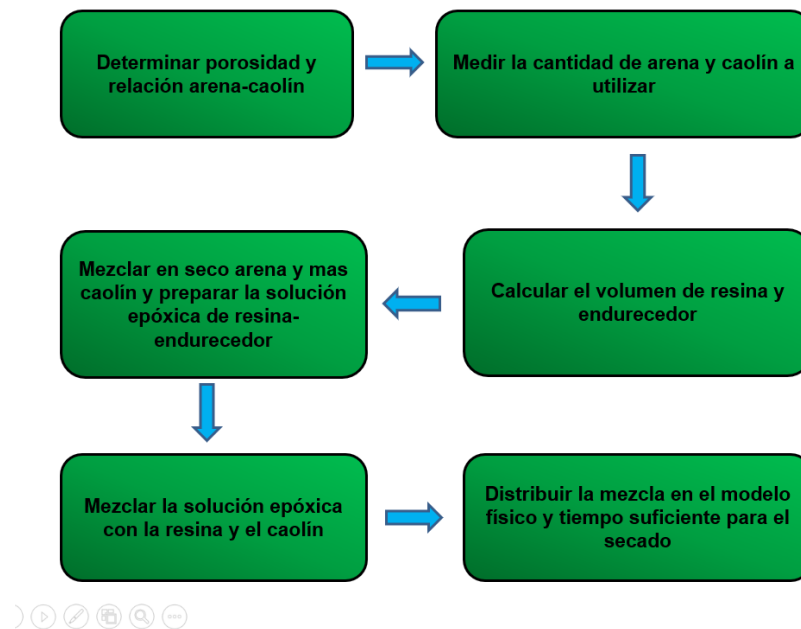 Determinar porosidad y
relación arena-caolín
Medir la cantidad de arena y caolín a
utilizar
Calcular el volumen de resina y
endurecedor
Mezclar en seco arena y mas
caolín y preparar la solución
epóxica de resina-
endurecedor
Mezclar la solución epóxica
con la resina y el caolín
Distribuir la mezcla en el modelo
físico y tiempo suficiente para el
secado